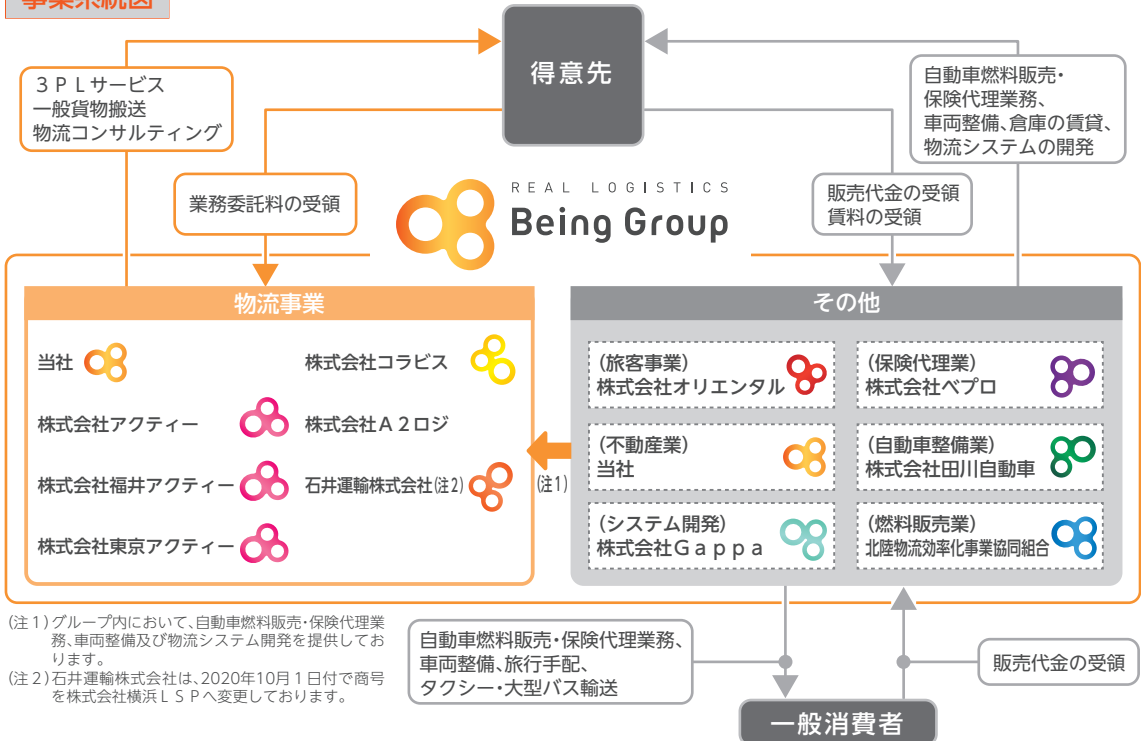 事業系統図
得意先
3PLサービス
一般貨物搬送
物流コンサルティング
自動車燃料販売・
保険代理業務、
車両整備、倉庫の賃貸、
物流システムの開発
業務委託料の受領
REAL LOGISTICS
Being Group
販売代金の受領
賃料の受領
物流事業
当社
株式会社コラビス
株式会社アクティー
株式会社A2ロジ
株式会社福井アクティー
石井運輸株式会社(注2)
株式会社東京アクティー
(注1)
その他
(旅客事業)
株式会社オリエンタル
(保険代理業)
株式会社ベプロ
(不動産業)
当社
(自動車整備業)
株式会社田川自動車
(システム開発)
株式会社Gappa
(燃料販売業)
北陸物流効率化事業協同組合
(注1)グループ内において、自動車燃料販売・保険代理業
務、車両整備及び物流システム開発を提供してお
ります。
(注2)石井運輸株式会社は、2020年10月1日付で商号
を株式会社横浜LSPへ変更しております。
自動車燃料販売・保険代理業務、
車両整備、旅行手配、
タクシー・大型バス輸送
販売代金の受領
一般消費者